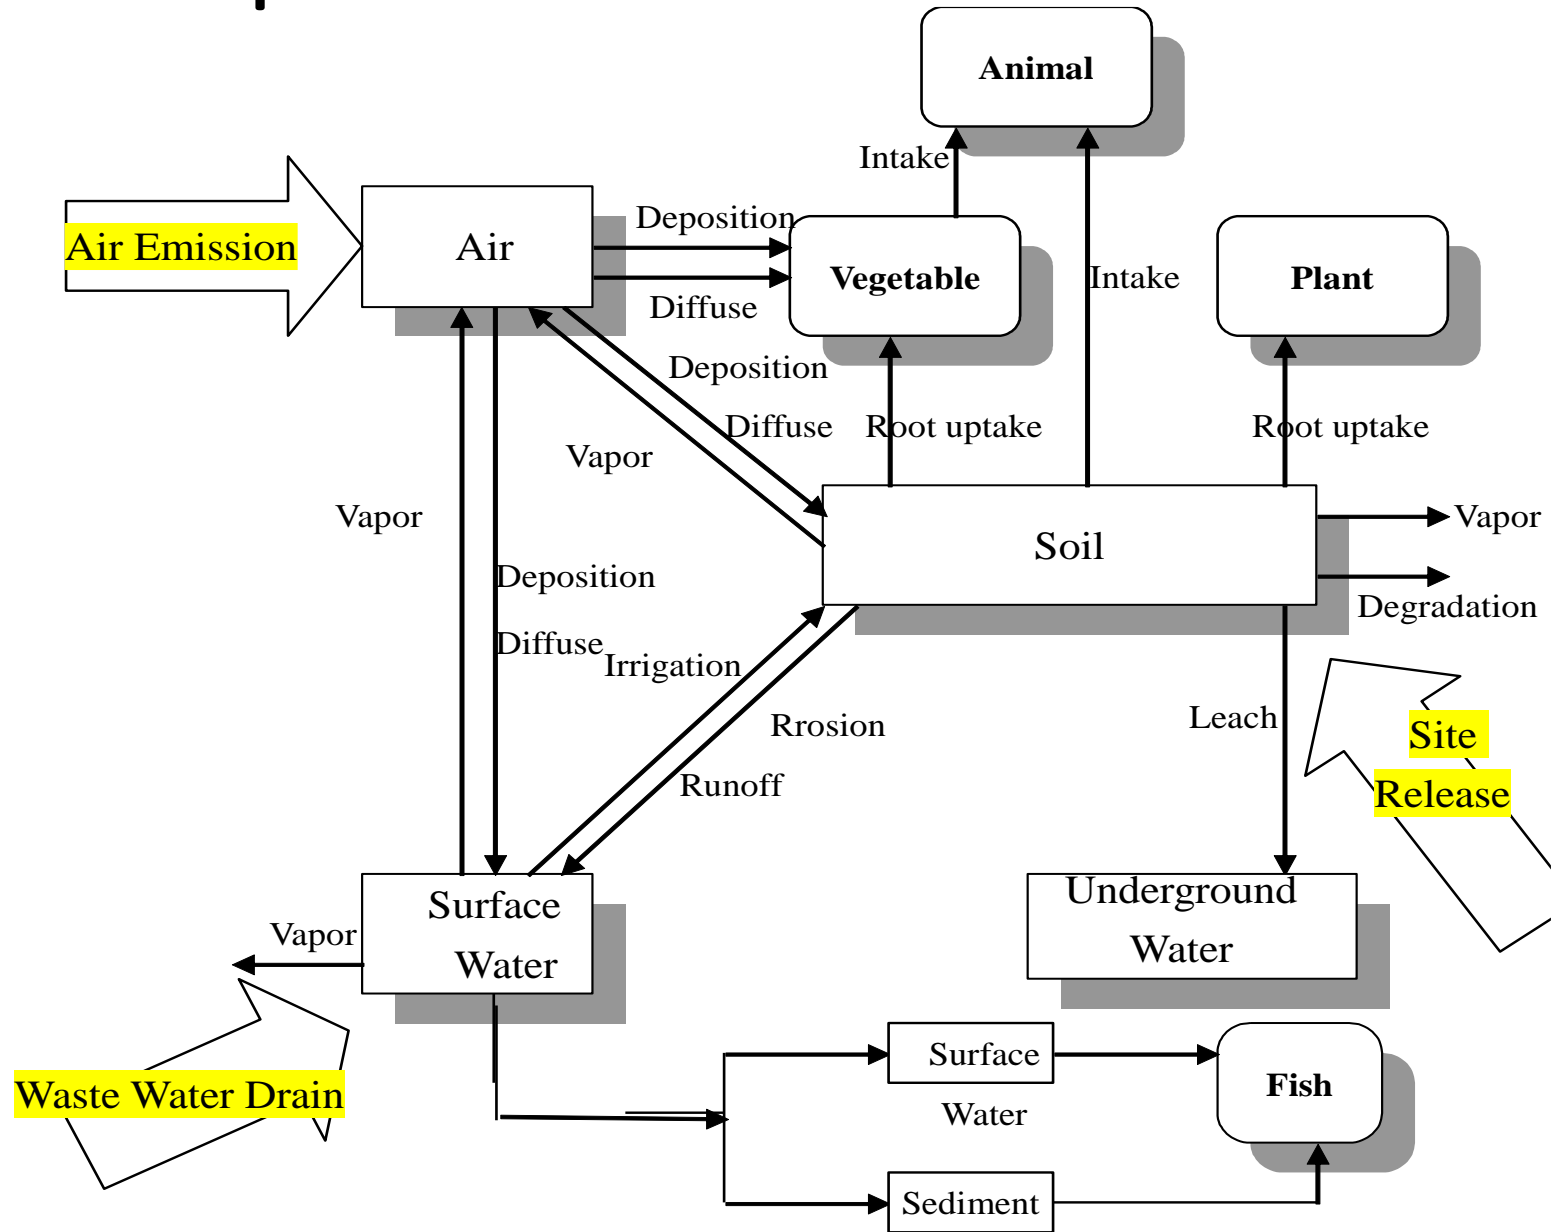 Animal
Intake
Air Emission
Air
Deposition
Diffuse
Vegetable
Intake
Plant
Deposition
Diffuse
Vapor
Root uptake
Root uptake
Vapor
Soil
Vapor
Degradation
Deposition
Diffuse
Irrigation
Rrosion
Runoff
Leach
Site
Release
Surface
Water
Vapor
Underground
Water
Waste Water Drain
Surface
Water
Fish
Sediment